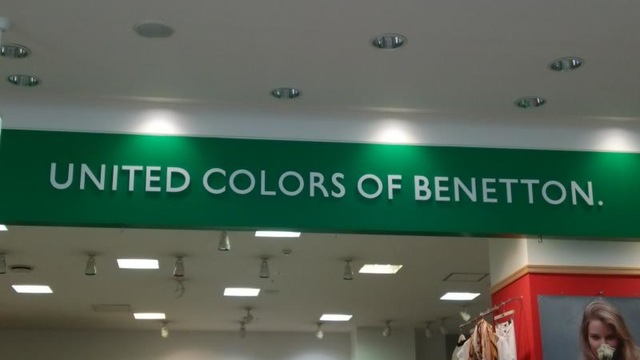 UNITED COLORS OF BENETTON.